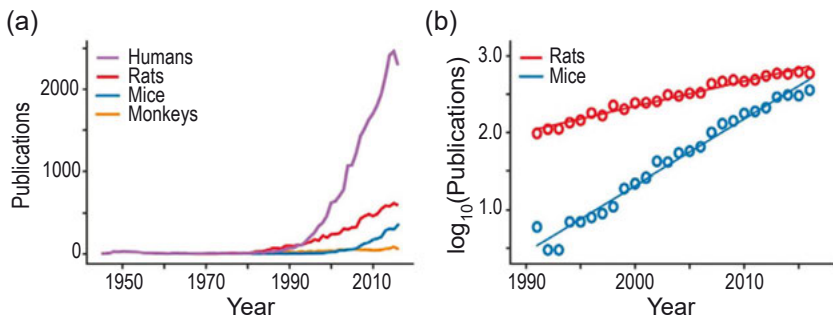 (a)
Humans
Rats
Mice
Monkeys
Publications
2000
1000
0
1950
1970
1990
2010
Year
(b)
Rats
Mice
log10(Publications)
3.0
2.0
1.0
1990
2000
2010
Year